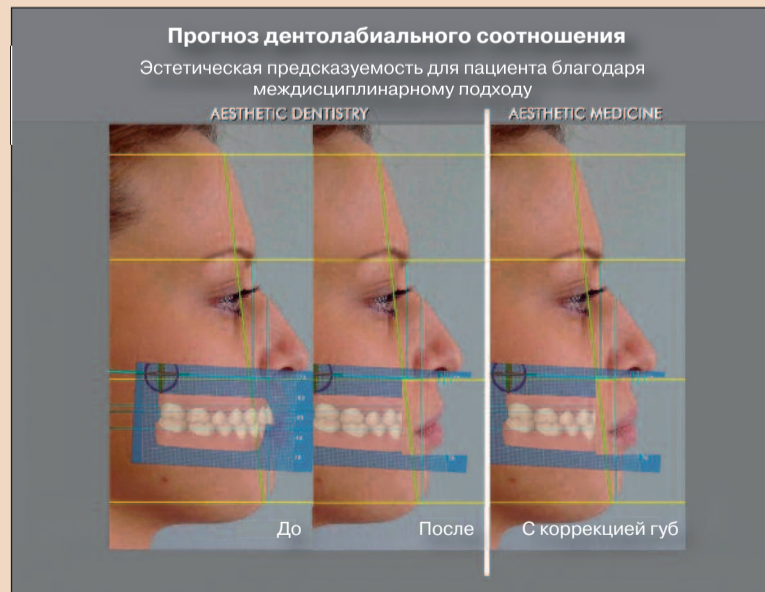 Прогноз дентолабиального соотношения
Эстетическая предсказуемость для пациента благодаря
междисциплинарному подходу
AESTHETIC DENTISTRY
AESTHETIC MEDICINE
До
После
С коррекцией губ